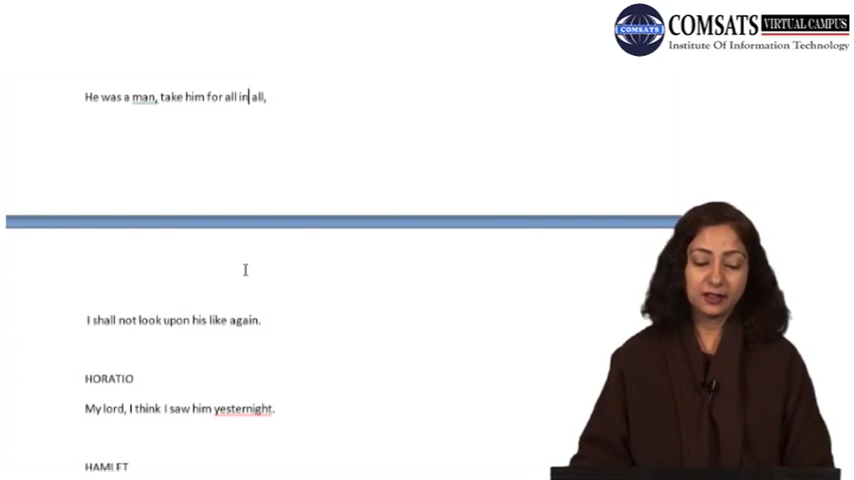 COMSATS VIRTUAL CAMPUS
COMSATS
Institute Of Information Technology
He was a man, take him for all in all,
I shall not look upon his like again.
HORATIO
My lord, I think I saw him yesternight.
HAMLET